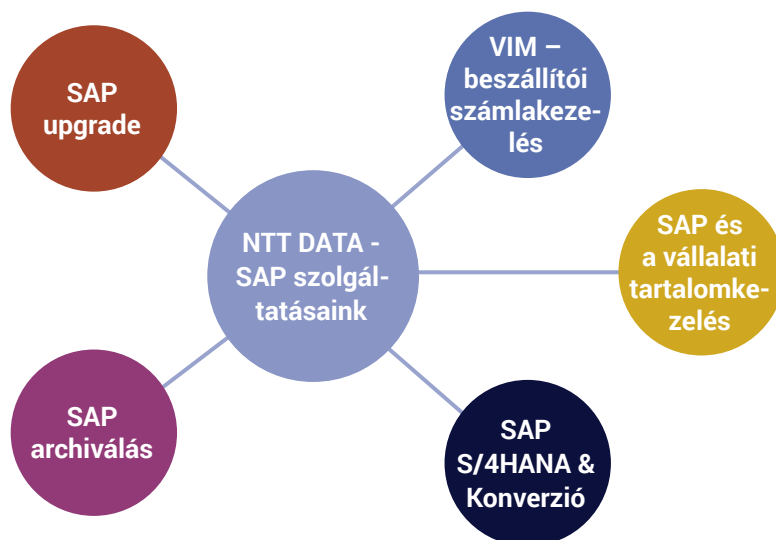 SAP
upgrade
VIM –
beszállítói
számlakeze-
lés
NTT DATA -
SAP szolgál-
tatásaink
SAP és
a vállalati
tartalomke-
zelés
SAP
archiválás
SAP
S/4HANA &
Konverzió